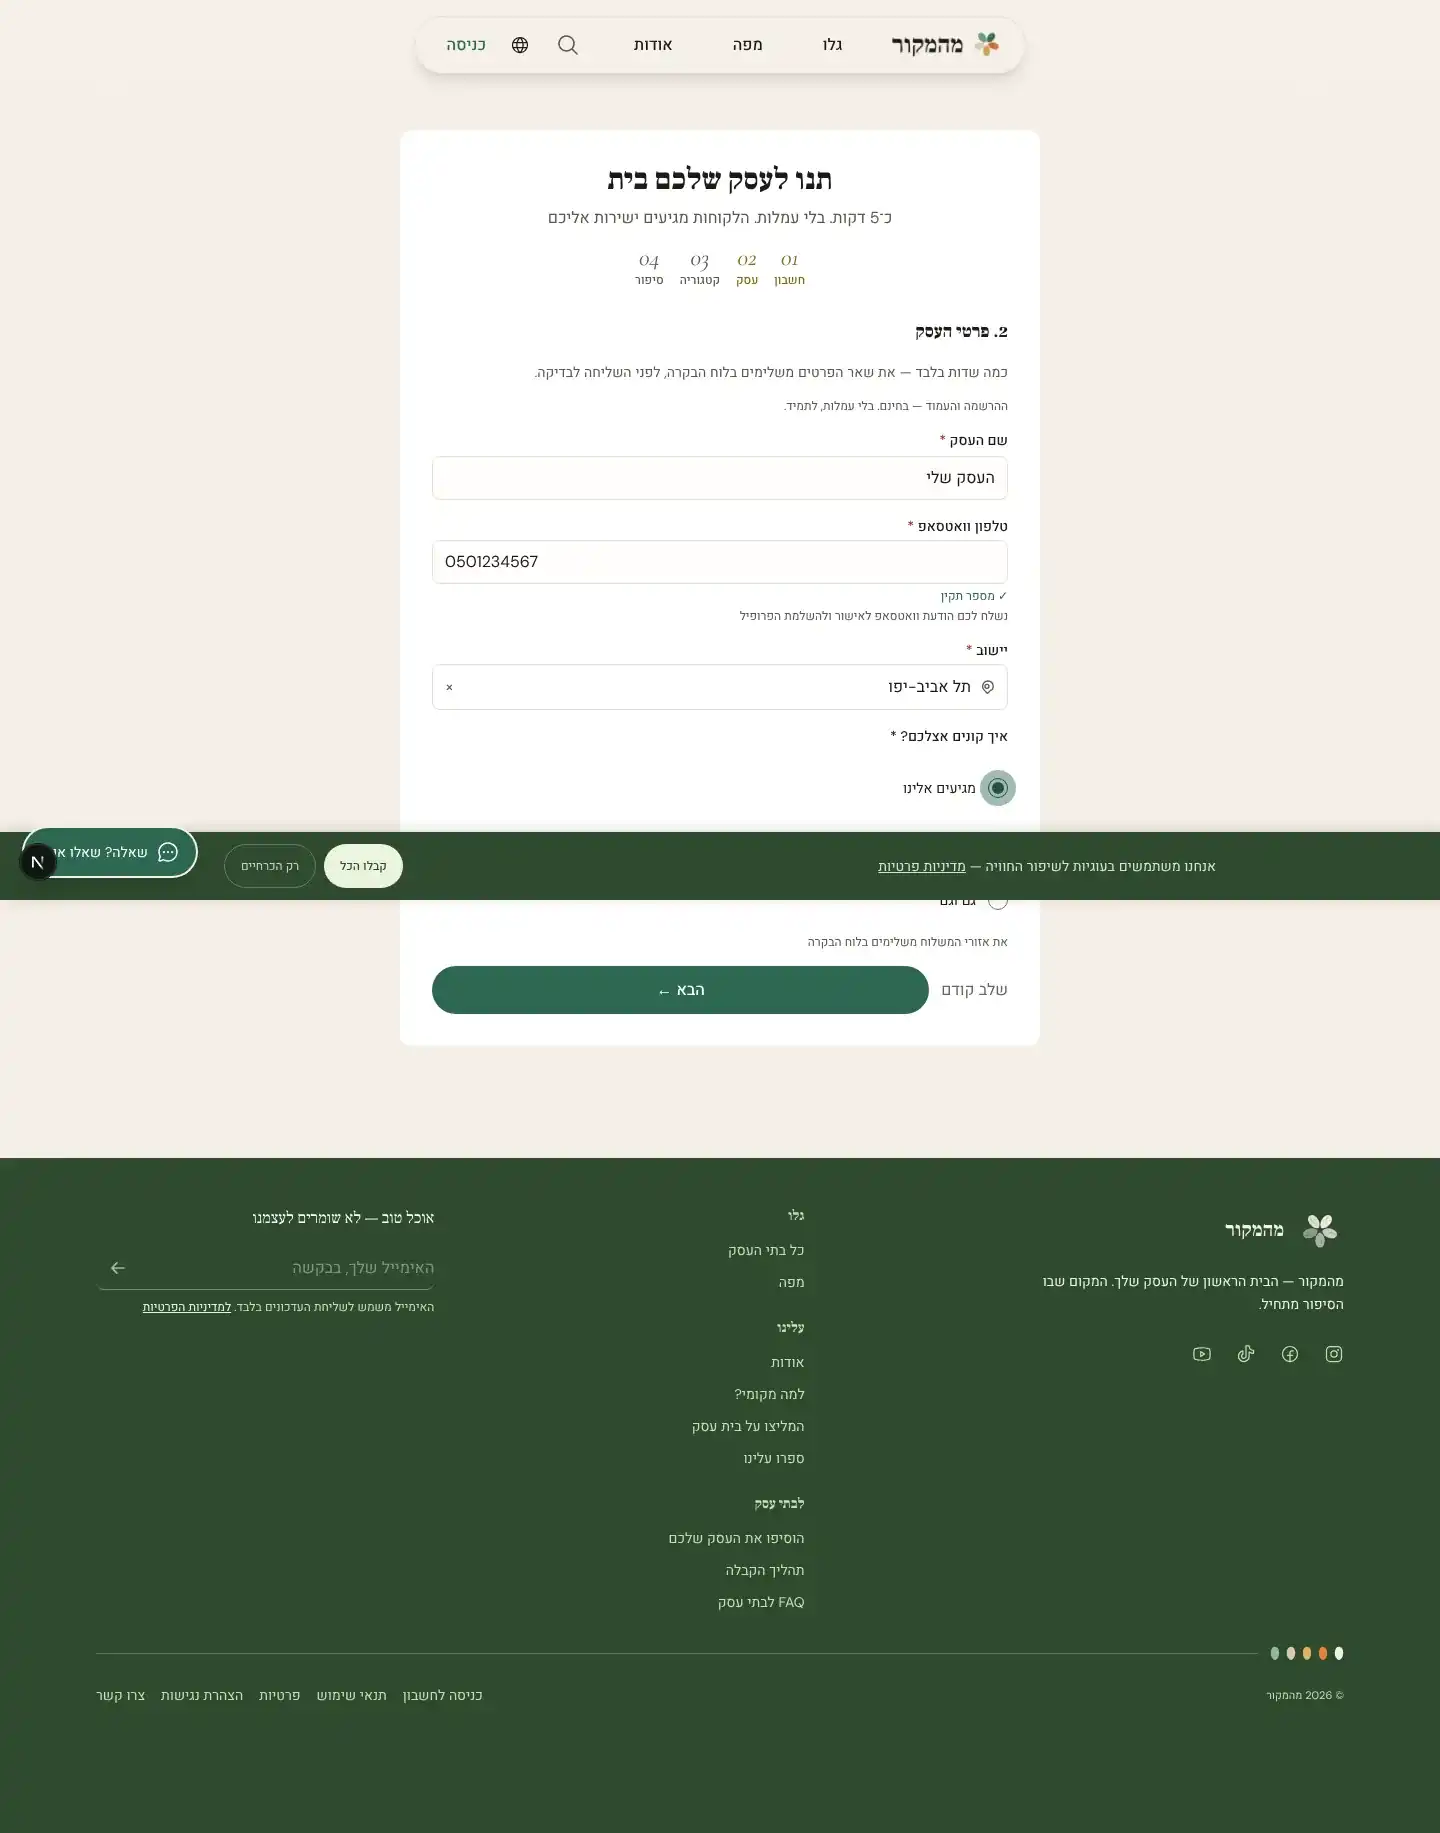 מהמקור
גלו
מפה
אודות
כניסה
תנו לעסק שלכם בית
כ־5 דקות. בלי עמלות. הלקוחות מגיעים ישירות אליכם
01 02 03 04
חשבון עסק קטגוריה סיפור
2. פרטי העסק
כמה שדות בלבד — את שאר הפרטים משלימים בלוח הבקרה, לפני השליחה לבדיקה.
ההרשמה והעמוד — בחינם. בלי עמלות, לתמיד.
שם העסק *
העסק שלי
טלפון וואטסאפ *
0501234567
✓ מספר תקין
נשלח לכם הודעת וואטסאפ לאישור ולהשלמת הפרופיל
יישוב *
תל אביב-יפו ×
איך קונים אצלכם? *
מגיעים אלינו
אנחנו משתמשים בעוגיות לשיפור החוויה — מדיניות פרטיות
קבלו הכל
רק הכרחיים
שאלה? שאלו
N
גם וגם
את אזורי המשלוח משלימים בלוח הבקרה
שלב קודם
הבא ←
מהמקור
מהמקור — הבית הראשון של העסק שלך. המקום שבו
הסיפור מתחיל.
גלו
כל בתי העסק
מפה
עלינו
אודות
למה מקומי?
המליצו על בית עסק
ספרו עלינו
לבתי עסק
הוסיפו את העסק שלכם
תהליך הקבלה
FAQ לבתי עסק
אוכל טוב — לא שומרים לעצמנו
האימייל שלך, בבקשה
האימייל משמש לשליחת העדכונים בלבד. למדיניות הפרטיות
© 2026 מהמקור
כניסה לחשבון תנאי שימוש פרטיות הצהרת נגישות צרו קשר